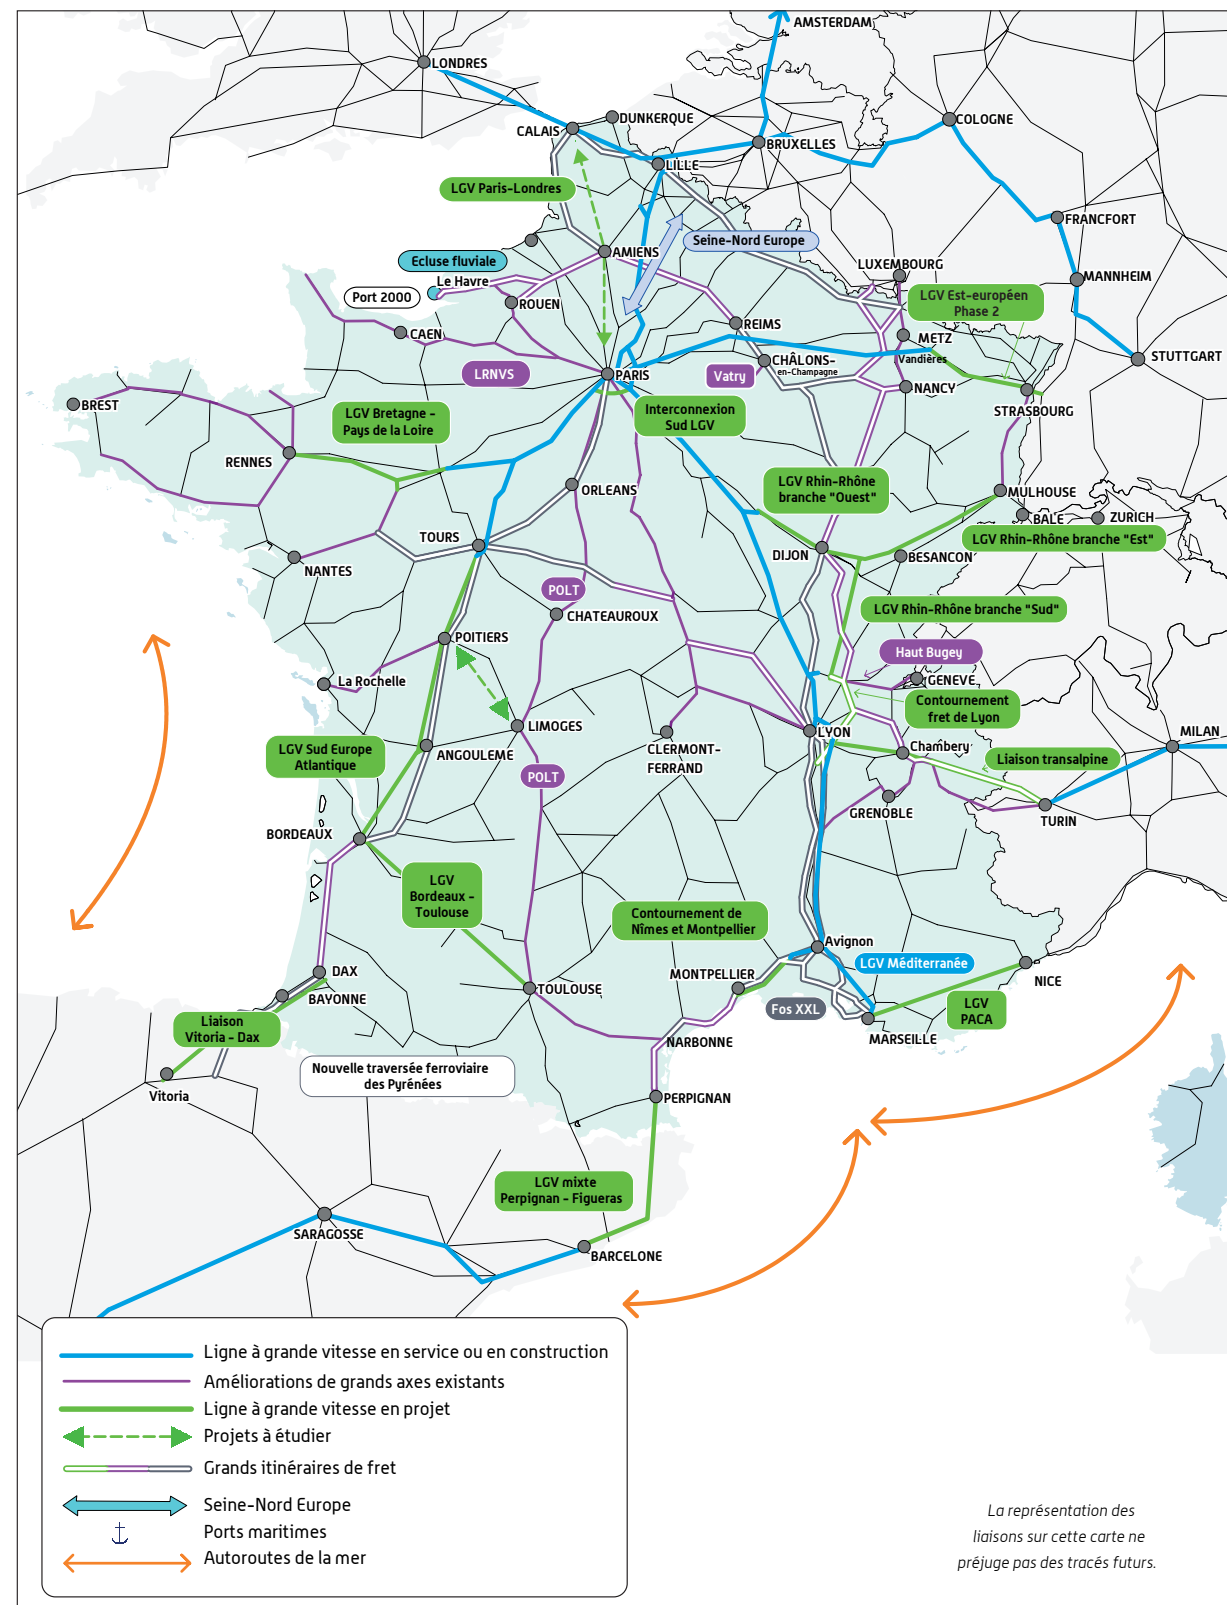 AMSTERDAM
LONDRES
DUNKERQUE
CALAIS
COLOGNE
BRUXELLES
LILLE
LGV Paris-Londres
FRANCFORT
Seine-Nord Europe
AMIENS
Ecluse fluviale
LUXEMBOURG
MANNHEIM
Le Havre
Port 2000
ROUEN
LGV Est-européen
Phase 2
REIMS
CAEN
METZ
STUTTGART
CHÂLONS-
en-Champagne
Vandières
LRNVS
PARIS
Vatry
NANCY
BREST
STRASBOURG
LGV Bretagne -
Pays de la Loire
Interconnexion
Sud LGV
RENNES
LGV Rhin-Rhône
branche "Ouest"
ORLEANS
MULHOUSE
BALE
ZURICH
TOURS
LGV Rhin-Rhône branche "Est"
DIJON
BESANCON
NANTES
POLT
CHATEAUROUX
LGV Rhin-Rhône branche "Sud"
POITIERS
Haut Bugey
La Rochelle
GENEVE
Contournement
fret de Lyon
LIMOGES
LYON
MILAN
LGV Sud Europe
Atlantique
ANGOULEME
CLERMONT-
FERRAND
Chambery
Liaison transalpine
POLT
GRENOBLE
TURIN
BORDEAUX
LGV
Bordeaux -
Toulouse
Contournement de
Nîmes et Montpellier
Avignon
LGV Méditerranée
DAX
MONTPELLIER
NICE
BAYONNE
TOULOUSE
Fos XXL
LGV
PACA
Liaison
Vitoria - Dax
NARBONNE
MARSEILLE
Nouvelle traversée ferroviaire
des Pyrénées
Vitoria
PERPIGNAN
LGV mixte
Perpignan - Figueras
SARAGOSSE
BARCELONE
Ligne à grande vitesse en service ou en construction
Améliorations de grands axes existants
Ligne à grande vitesse en projet
Projets à étudier
Grands itinéraires de fret
Seine-Nord Europe
Ports maritimes
Autoroutes de la mer
La représentation des
liaisons sur cette carte ne
préjuge pas des tracés futurs.